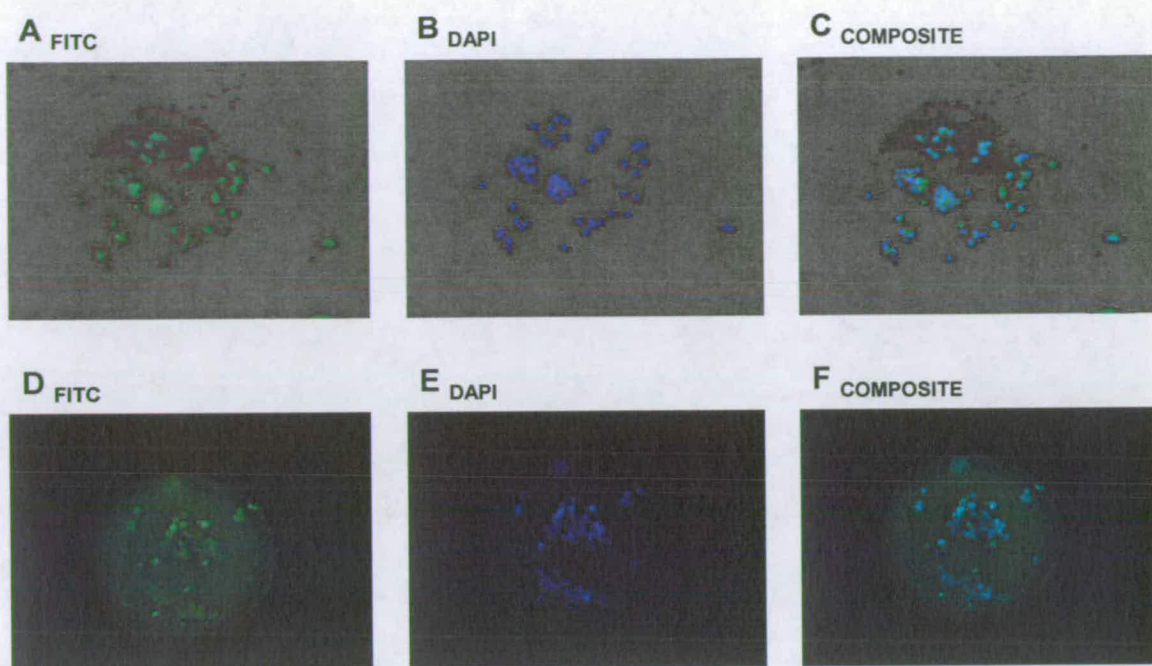 A FITC
B DAPI
C COMPOSITE
D FITC
E DAPI
F COMPOSITE